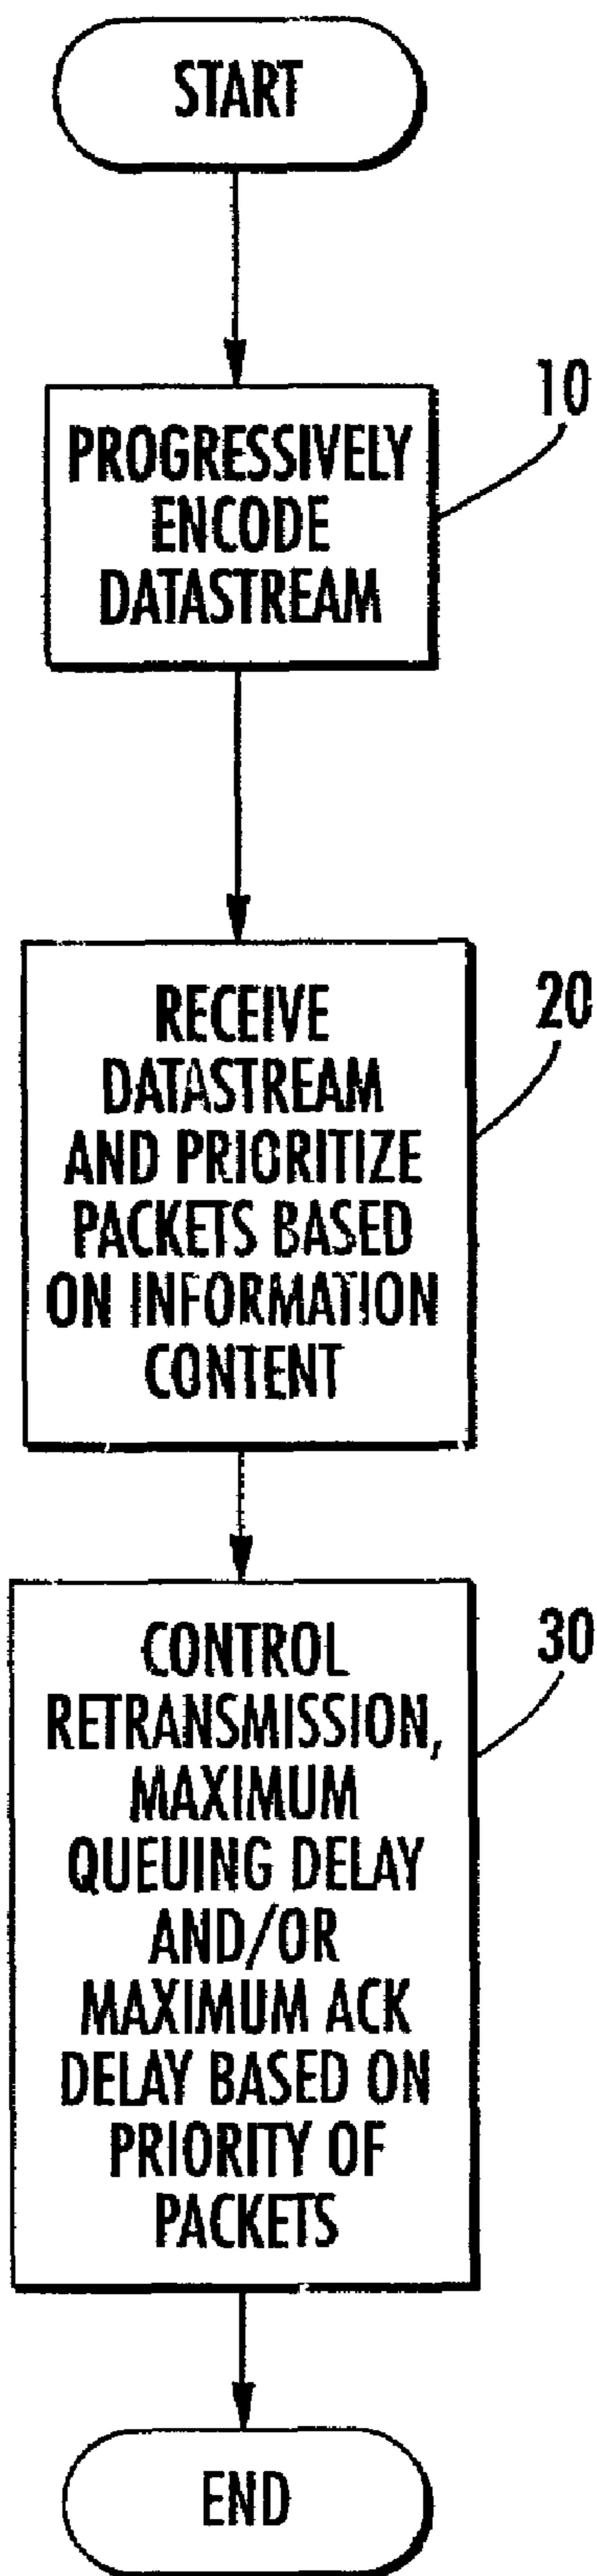 START
10
PROGRESSIVELY
ENCODE
DATASTREAM
20
RECEIVE
DATASTREAM
AND PRIORITIZE
PACKETS BASED
ON INFORMATION
CONTENT
30
CONTROL
RETRANSMISSION,
MAXIMUM
QUEUING DELAY
AND/OR
MAXIMUM ACK
DELAY BASED ON
PRIORITY OF
PACKETS
END